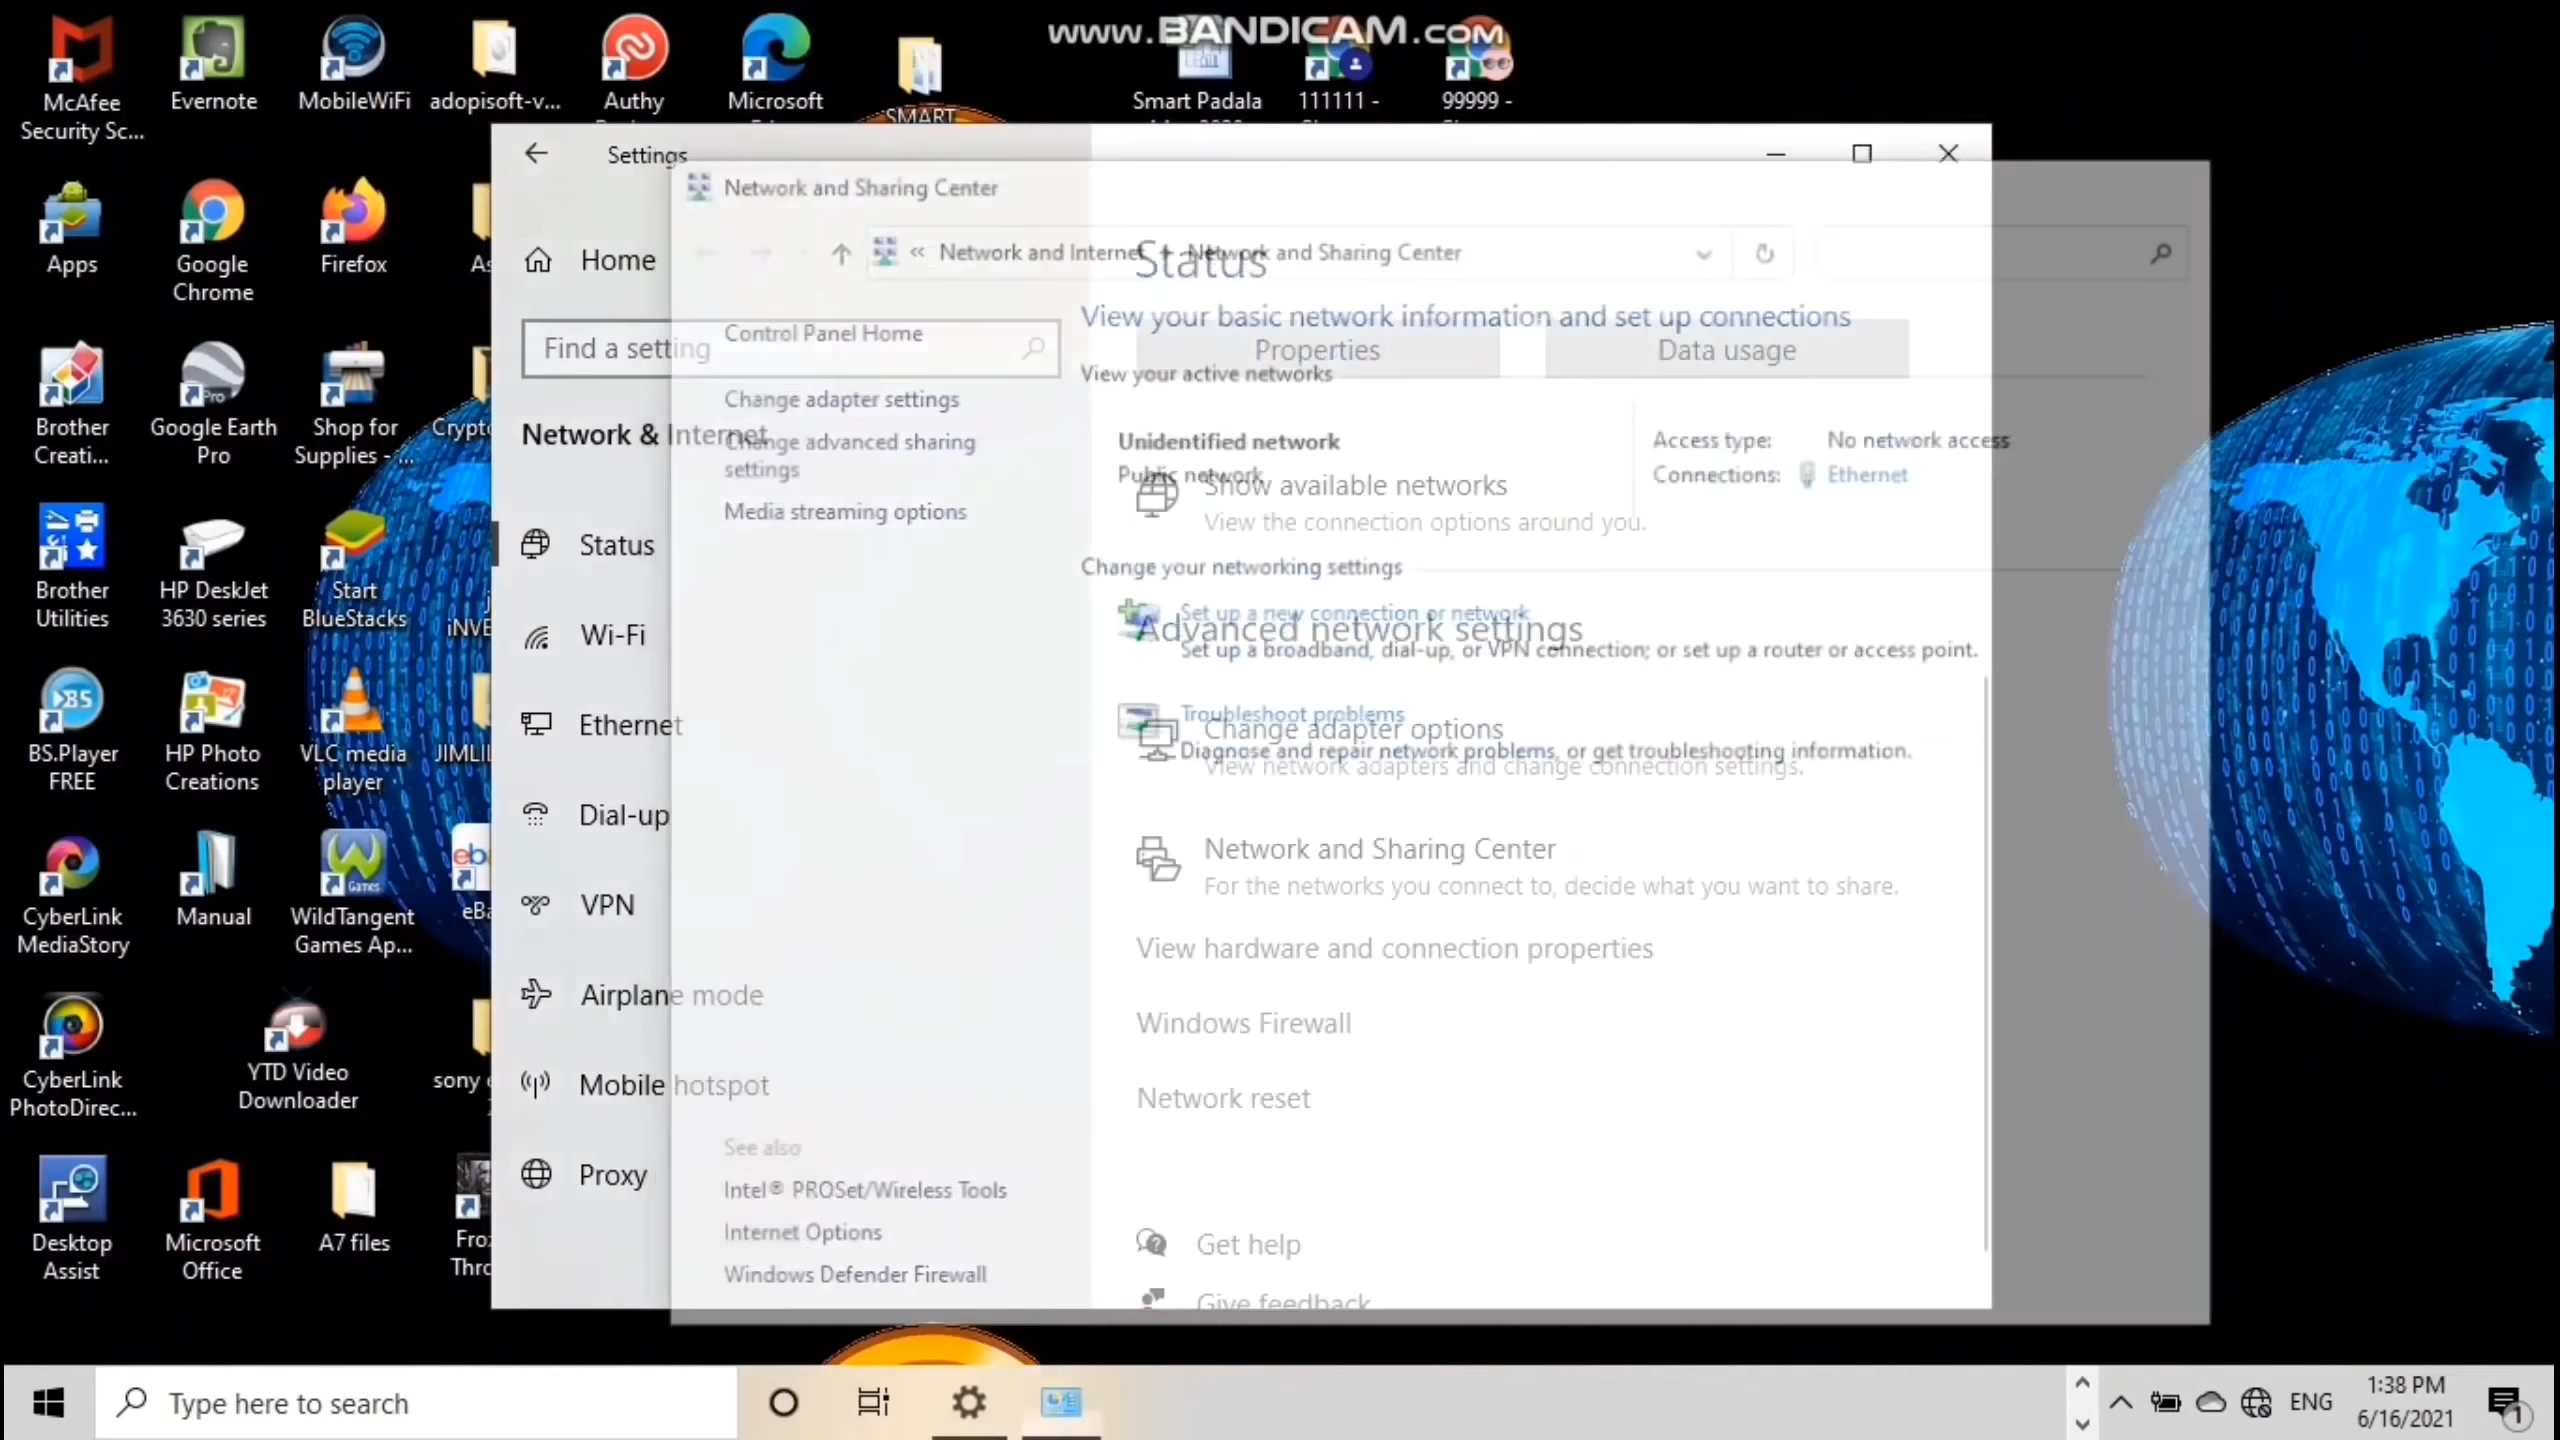 www.BANDICAM.com
McAfee
Security Sc...
Evernote
MobileWiFi
adopisoft-v...
Authy
Microsoft
SMART
Smart Padala
111111 -
99999 -
Apps
Google
Chrome
Firefox
Brother
Creati...
Google Earth
Pro
Shop for
Supplies - ...
Brother
Utilities
HP DeskJet
3630 series
Start
BlueStacks
BS.Player
FREE
HP Photo
Creations
VLC media
player
CyberLink
MediaStory
Manual
WildTangent
Games Ap...
CyberLink
PhotoDirec...
YTD Video
Downloader
sony
Desktop
Assist
Microsoft
Office
A7 files
Settings
Home
Find a setting
Network & Internet
Status
Wi-Fi
Ethernet
Dial-up
VPN
Airplane mode
Mobile hotspot
Proxy
Status
Properties
Data usage
Show available networks
View the connection options around you.
Advanced network settings
Change adapter options
View network adapters and change connection settings.
Network and Sharing Center
For the networks you connect to, decide what you want to share.
View hardware and connection properties
Windows Firewall
Network reset
Get help
Give feedback
Network and Sharing Center
« Network and Internet Network and Sharing Center
Control Panel Home
Change adapter settings
Change advanced sharing
settings
Media streaming options
See also
Intel® PROSet/Wireless Tools
Internet Options
Windows Defender Firewall
View your basic network information and set up connections
View your active networks
Unidentified network
Public network
Access type: No network access
Connections: Ethernet
Change your networking settings
Set up a new connection or network
Set up a broadband, dial-up, or VPN connection; or set up a router or access point.
Troubleshoot problems
Diagnose and repair network problems, or get troubleshooting information.
Type here to search
ENG
1:38 PM
6/16/2021
1